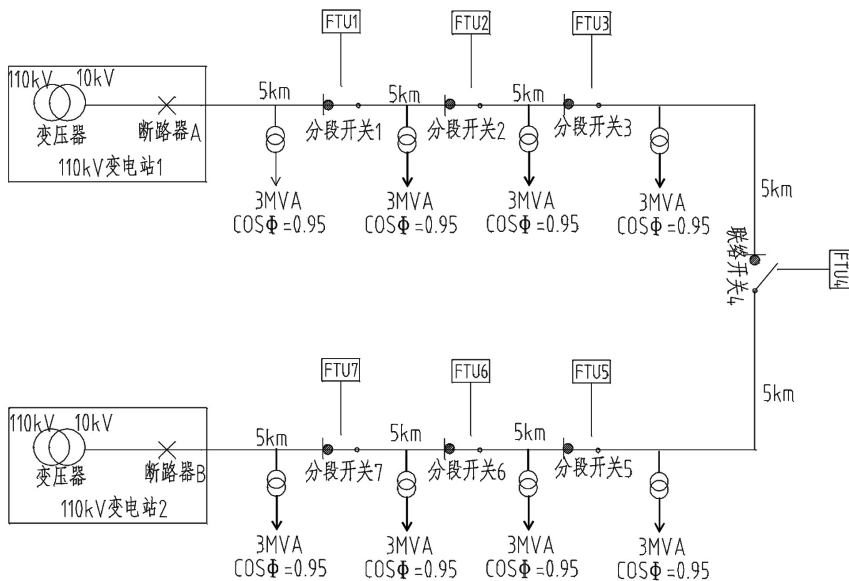 FTU1 FTU2 FTU3
110kV 10kV
5km 5km 5km
变压器 断路器A 分段开关1 分段开关2 分段开关3
110kV变电站1
3MVA 3MVA 3MVA 3MVA
COSΦ=0.95 COSΦ=0.95 COSΦ=0.95 COSΦ=0.95
5km
联络开关4
FTU4
5km
FTU7 FTU6 FTU5
110kV 10kV
5km 5km 5km
变压器 断路器B 分段开关7 分段开关6 分段开关5
110kV变电站2
3MVA 3MVA 3MVA 3MVA
COSΦ=0.95 COSΦ=0.95 COSΦ=0.95 COSΦ=0.95